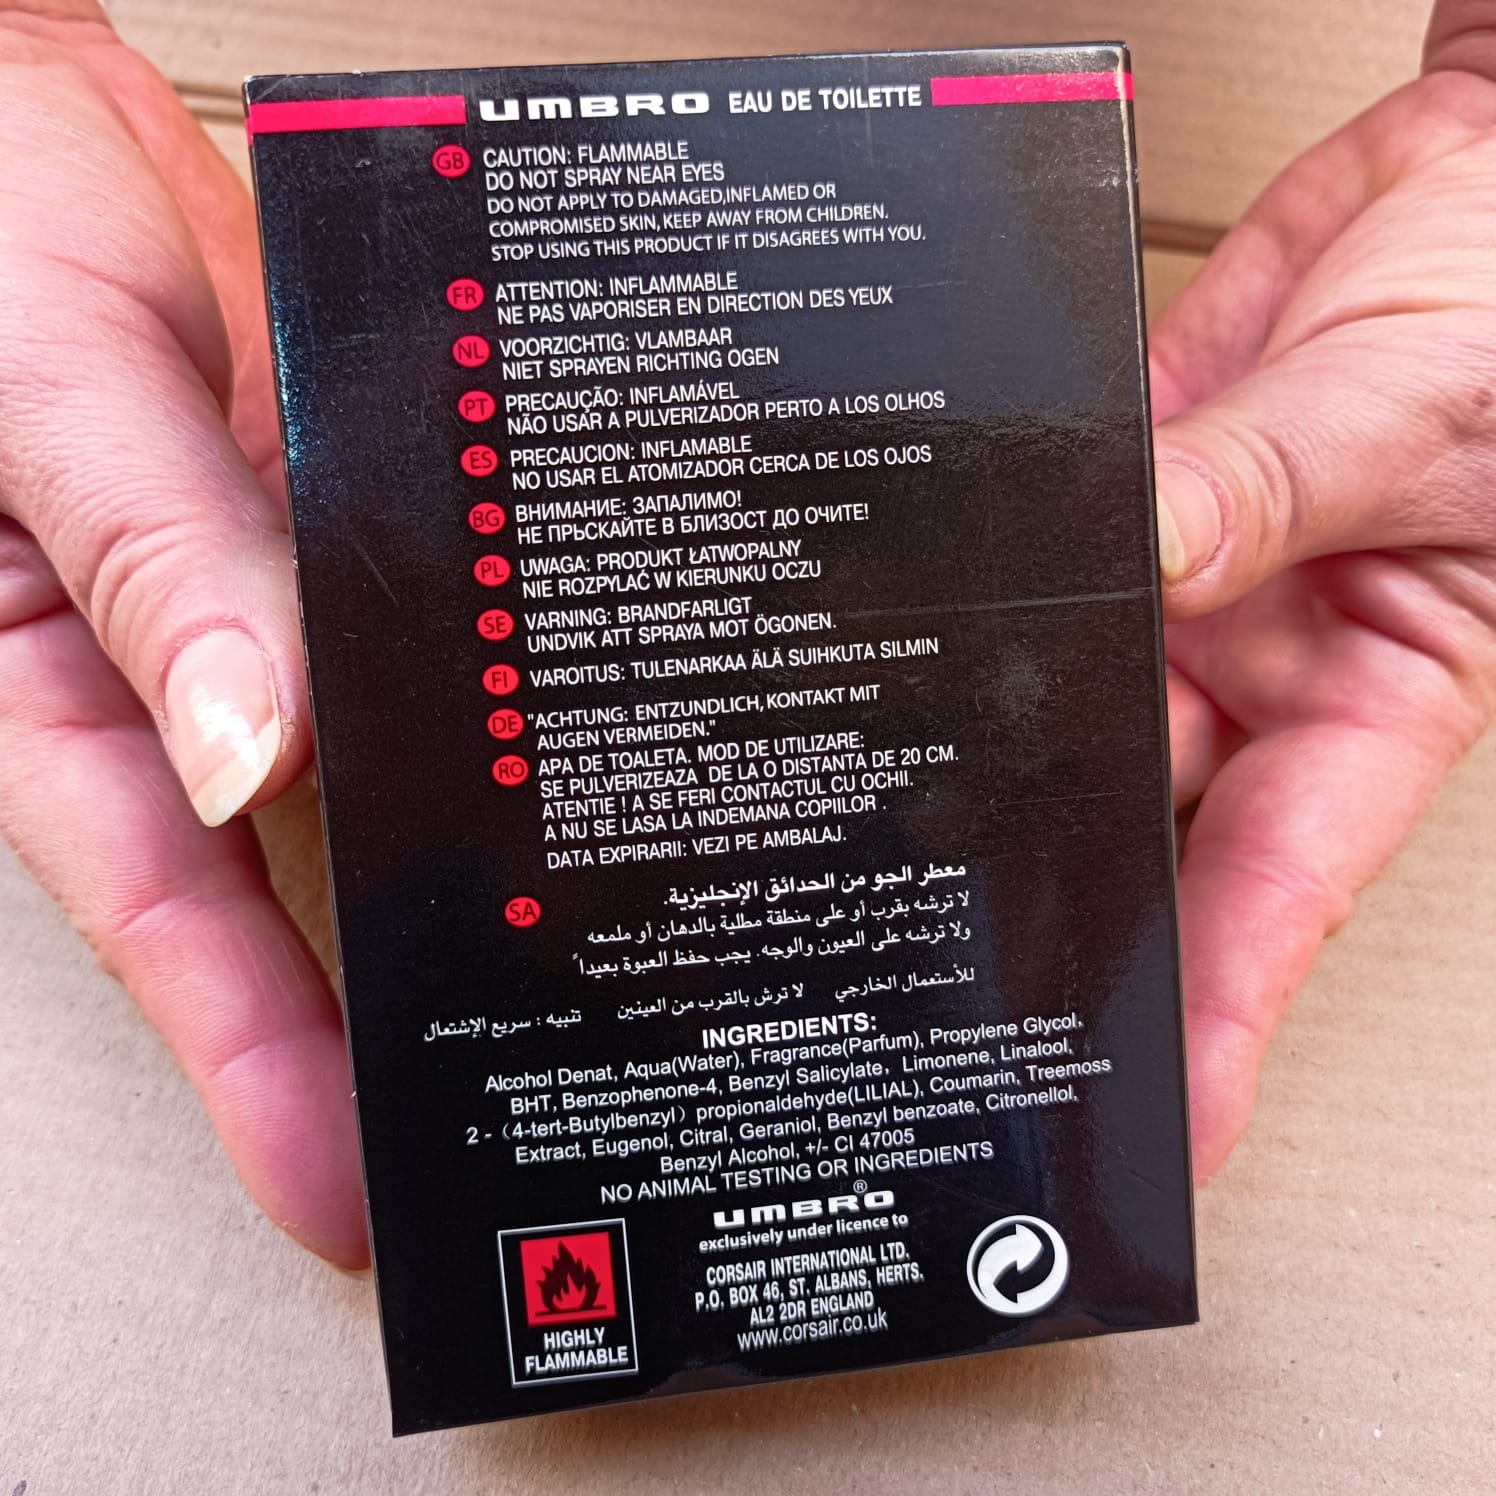 UMBRO EAU DE TOILETTE
GB CAUTION: FLAMMABLE
DO NOT SPRAY NEAR EYES
DO NOT APPLY TO DAMAGED,INFLAMED OR
COMPROMISED SKIN, KEEP AWAY FROM CHILDREN.
STOP USING THIS PRODUCT IF IT DISAGREES WITH YOU.
FR ATTENTION: INFLAMMABLE
NE PAS VAPORISER EN DIRECTION DES YEUX
NL VOORZICHTIG: VLAMBAAR
NIET SPRAYEN RICHTING OGEN
PT PRECAUÇÃO: INFLAMÁVEL
NÃO USAR A PULVERIZADOR PERTO A LOS OLHOS
ES PRECAUCION: INFLAMABLE
NO USAR EL ATOMIZADOR CERCA DE LOS OJOS
BG ВНИМАНИЕ: ЗАПАЛИМО!
НЕ ПРЬСКАЙТЕ В БЛИЗОСТ ДО ОЧИТЕ!
PL UWAGA: PRODUKT ŁATWOPALNY
NIE ROZPYLAĆ W KIERUNKU OCZU
SE VARNING: BRANDFARLIGT
UNDVIK ATT SPRAYA MOT ÖGONEN.
FI VAROITUS: TULENARKAA ÄLÄ SUIHKUTA SILMIN
DE "ACHTUNG: ENTZUNDLICH, KONTAKT MIT
AUGEN VERMEIDEN."
RO APA DE TOALETA. MOD DE UTILIZARE:
SE PULVERIZEAZA DE LA O DISTANTA DE 20 CM.
ATENTIE ! A SE FERI CONTACTUL CU OCHII.
A NU SE LASA LA INDEMANA COPIILOR .
DATA EXPIRARII: VEZI PE AMBALAJ.
SA معطر الجو من الحدائق الإنجليزية.
لا ترشه بقرب أو على منطقة مطلية بالدهان أو ملمعه
ولا ترشه على العيون والوجه. يجب حفظ العبوة بعيداً
للأستعمال الخارجي لا ترش بالقرب من العينين تنبيه : سريع الإشتعال
INGREDIENTS:
Alcohol Denat, Aqua(Water), Fragrance(Parfum), Propylene Glycol,
BHT, Benzophenone-4, Benzyl Salicylate, Limonene, Linalool,
2 -（4-tert-Butylbenzyl）propionaldehyde(LILIAL), Coumarin, Treemoss
Extract, Eugenol, Citral, Geraniol, Benzyl benzoate, Citronellol,
Benzyl Alcohol, +/- CI 47005
NO ANIMAL TESTING OR INGREDIENTS
UMBRO®
exclusively under licence to
CORSAIR INTERNATIONAL LTD.
P.O. BOX 46, ST. ALBANS, HERTS.
AL2 2DR ENGLAND
www.corsair.co.uk
HIGHLY
FLAMMABLE